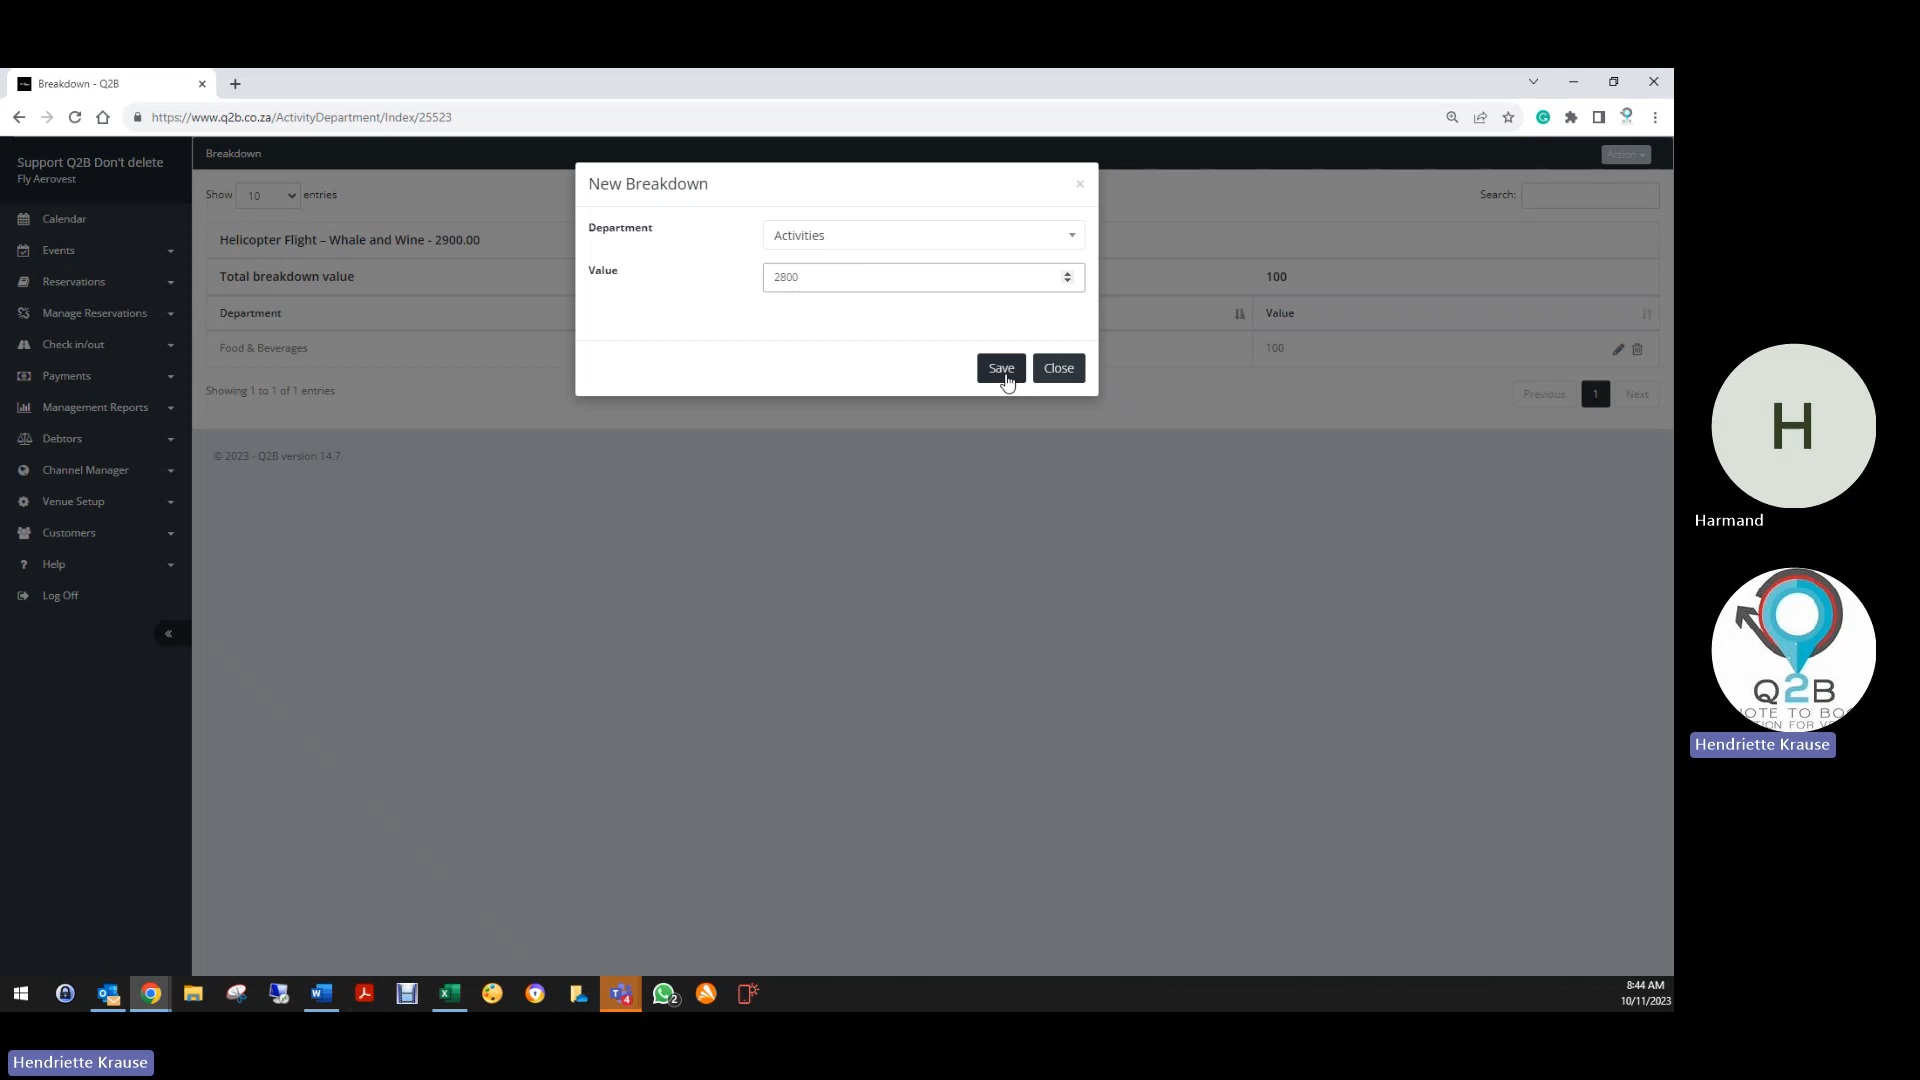 Breakdown - Q2B
https://www.q2b.co.za/ActivityDepartment/Index/25523
Support Q2B Don't delete
Fly Aerovest
Calendar
Events
Reservations
Manage Reservations
Check in/out
Payments
Management Reports
Debtors
Channel Manager
Venue Setup
Customers
Help
Log Off
Breakdown
Action
Show 10 entries
Search:
Helicopter Flight – Whale and Wine - 2900.00
Total breakdown value 100
Department Value
Food & Beverages 100
Showing 1 to 1 of 1 entries
Previous 1 Next
© 2023 - Q2B version 14.7
New Breakdown
Department Activities
Value 2800
Save Close
H
Harmand
Q2B
Hendriette Krause
8:44 AM
10/11/2023
Hendriette Krause